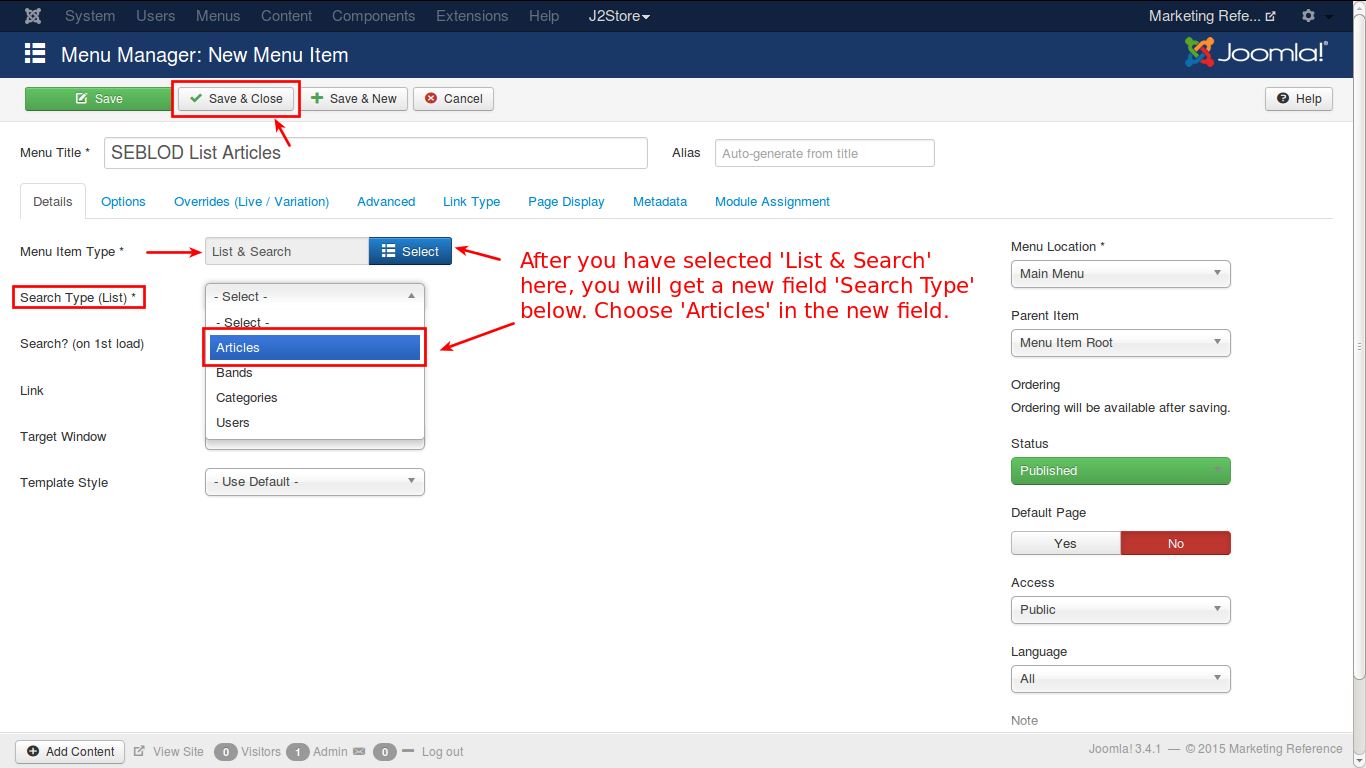 System Users Menus Content Components Extensions Help J2Store Marketing Refe...
Menu Manager: New Menu Item Joomla!®
Save Save & Close Save & New Cancel Help
Menu Title * SEBLOD List Articles Alias Auto-generate from title
Details Options Overrides (Live / Variation) Advanced Link Type Page Display Metadata Module Assignment
Menu Item Type * List & Search Select
After you have selected 'List & Search'
here, you will get a new field 'Search Type'
below. Choose 'Articles' in the new field.
Search Type (List) * - Select -
- Select -
Search? (on 1st load) Articles
Bands
Link Categories
Users
Target Window
Template Style - Use Default -
Menu Location *
Main Menu
Parent Item
Menu Item Root
Ordering
Ordering will be available after saving.
Status
Published
Default Page
Yes No
Access
Public
Language
All
Note
Add Content View Site 0 Visitors 1 Admin 0 Log out Joomla! 3.4.1 — © 2015 Marketing Reference